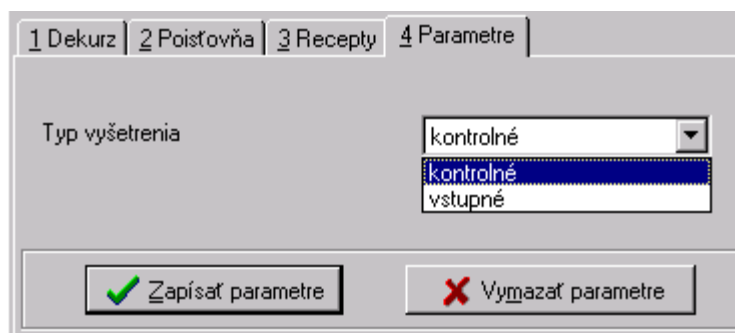 1 Dekurz 2 Poisťovňa 3 Recepty 4 Parametre
Typ vyšetrenia kontrolné
kontrolné
vstupné
Zapísať parametre Vymazať parametre